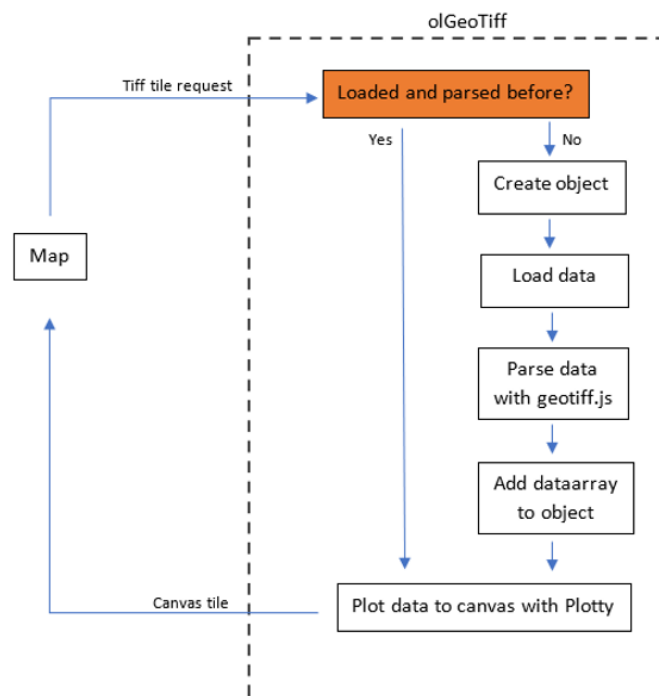 olGeoTiff
Tiff tile request
Loaded and parsed before?
Yes
No
Create object
Map
Load data
Parse data
with geotiff.js
Add dataarray
to object
Canvas tile
Plot data to canvas with Plotty